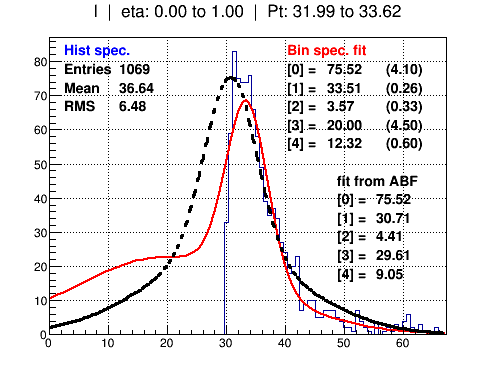 I | eta: 0.00 to 1.00 | Pt: 31.99 to 33.62
Hist spec.
Entries 1069
Mean 36.64
RMS 6.48
Bin spec. fit
[0] = 75.52 (4.10)
[1] = 33.51 (0.26)
[2] = 3.57 (0.33)
[3] = 20.00 (4.50)
[4] = 12.32 (0.60)
fit from ABF
[0] = 75.52
[1] = 30.71
[2] = 4.41
[3] = 29.61
[4] = 9.05
80
70
60
50
40
30
20
10
0
0 10 20 30 40 50 60